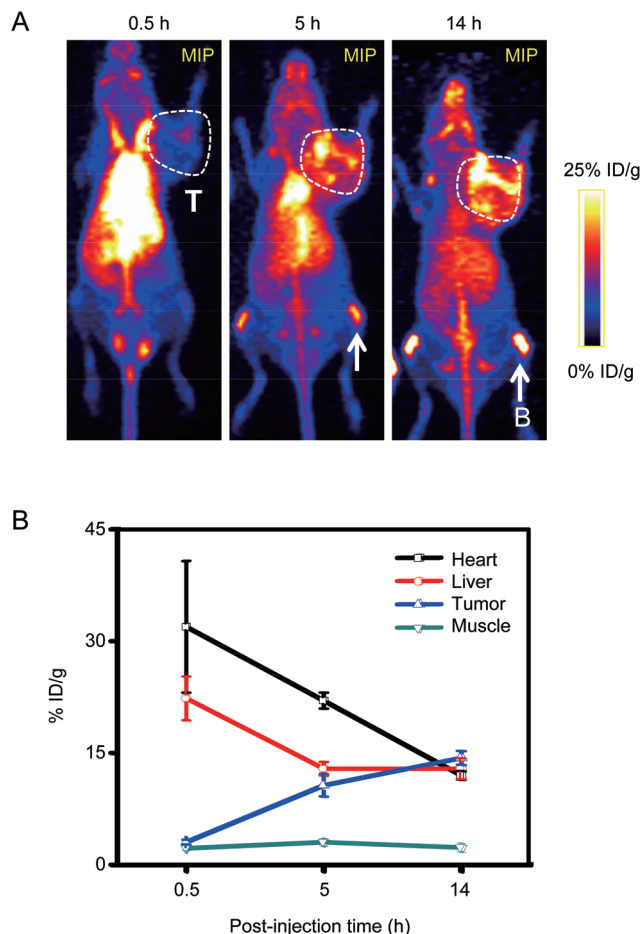 A
0.5 h
5 h
14 h
MIP
MIP
MIP
T
B
25% ID/g
0% ID/g
B
45
30
15
0
% ID/g
Heart
Liver
Tumor
Muscle
0.5
5
14
Post-injection time (h)